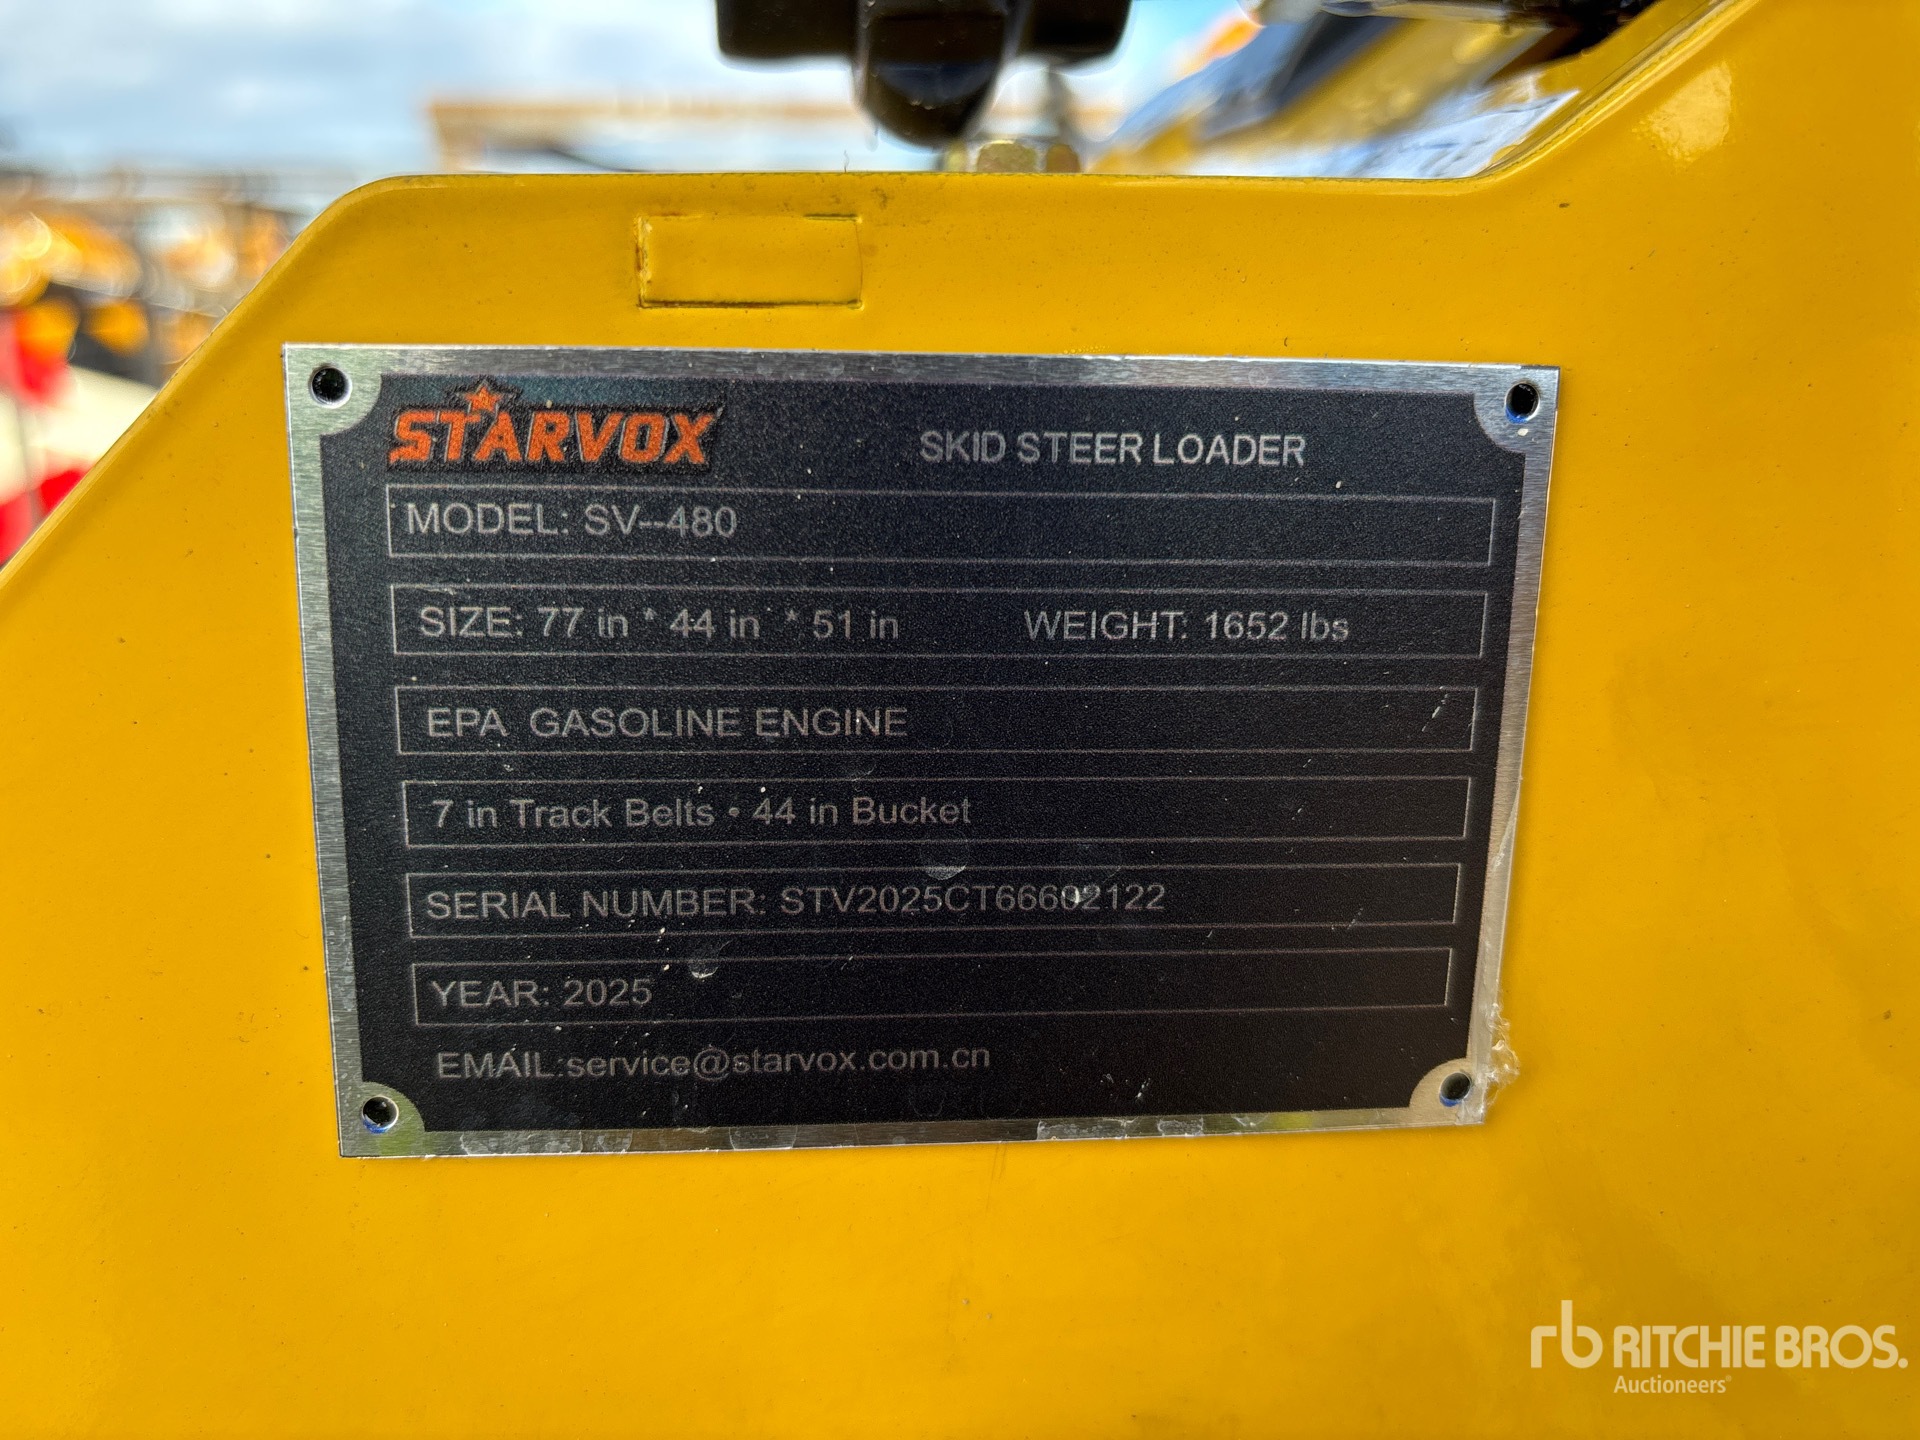 STARVOX
SKID STEER LOADER
MODEL: SV--480
SIZE: 77 in * 44 in * 51 in WEIGHT: 1652 lbs
EPA GASOLINE ENGINE
7 in Track Belts • 44 in Bucket
SERIAL NUMBER: STV2025CT66602122
YEAR: 2025
EMAIL:service@starvox.com.cn
rb RITCHIE BROS.
Auctioneers®